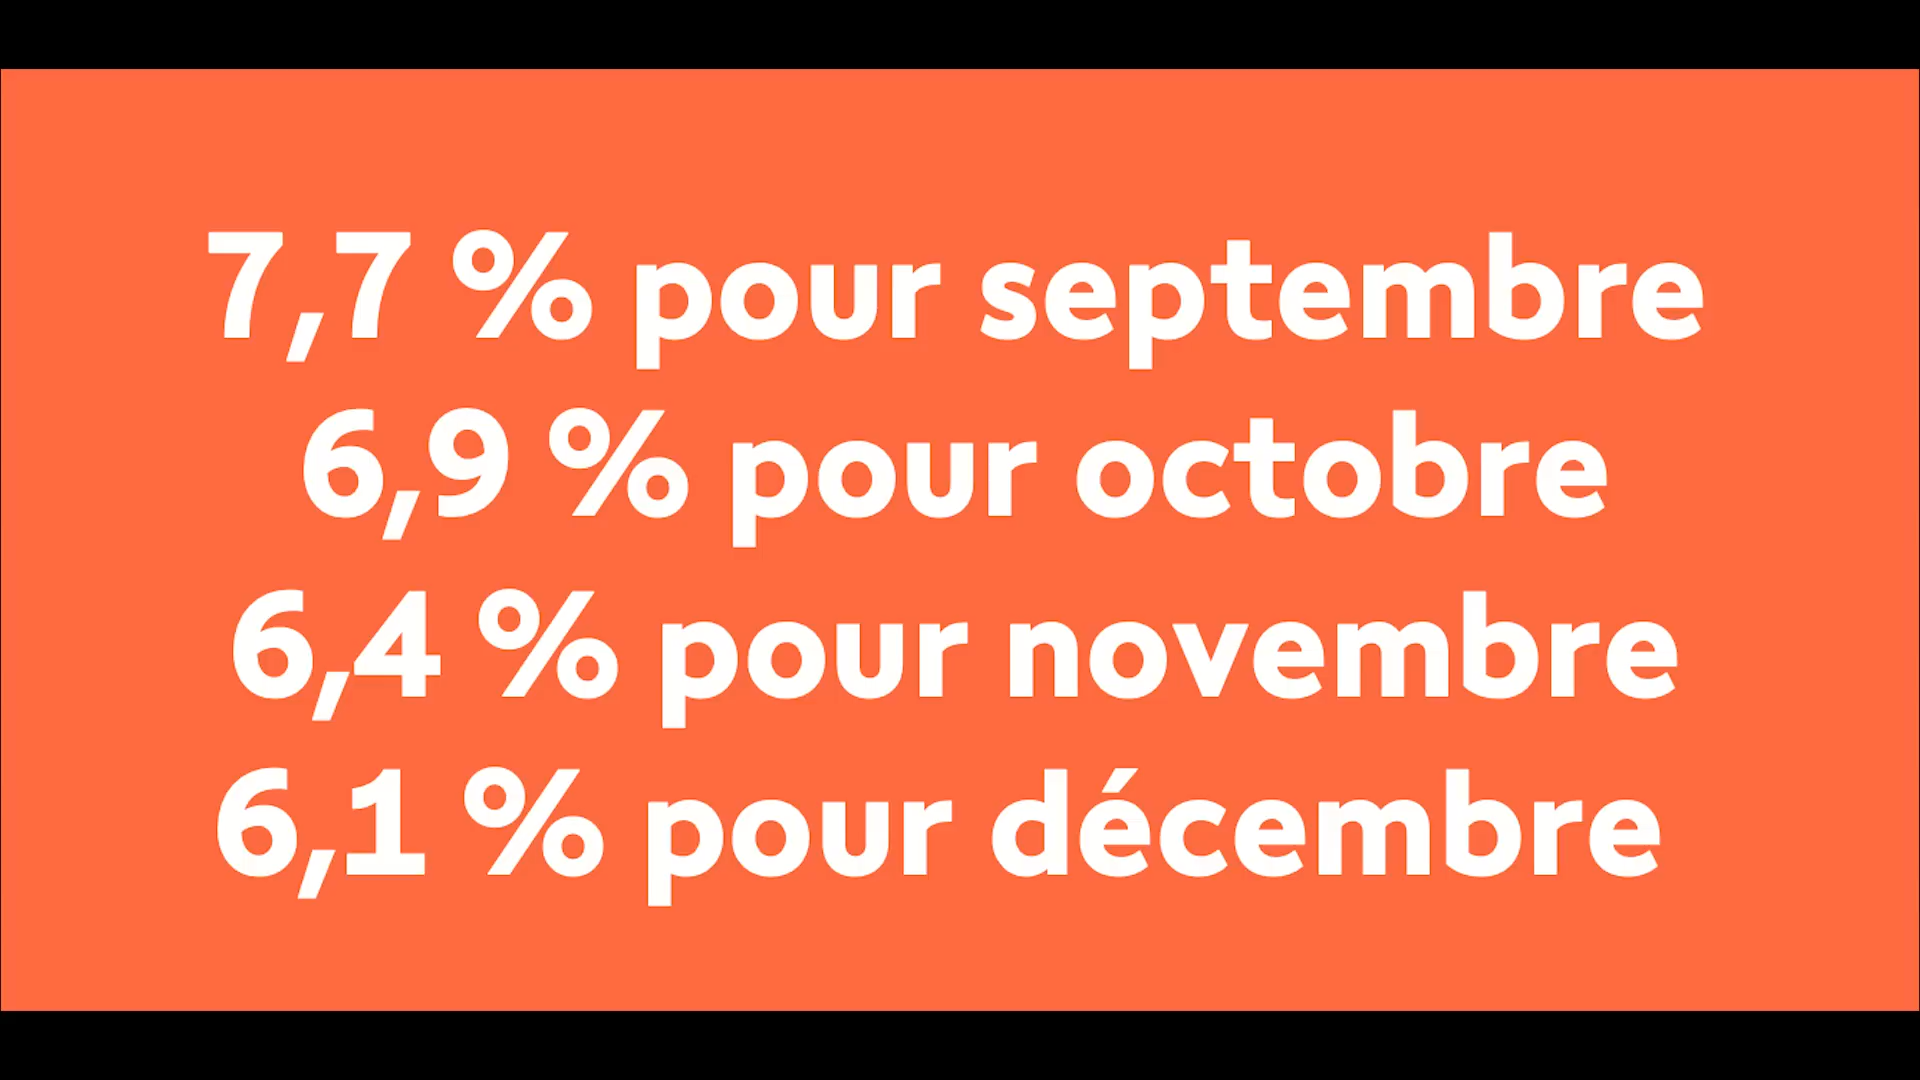 7,7 % pour septembre
6,9 % pour octobre
6,4 % pour novembre
6,1 % pour décembre